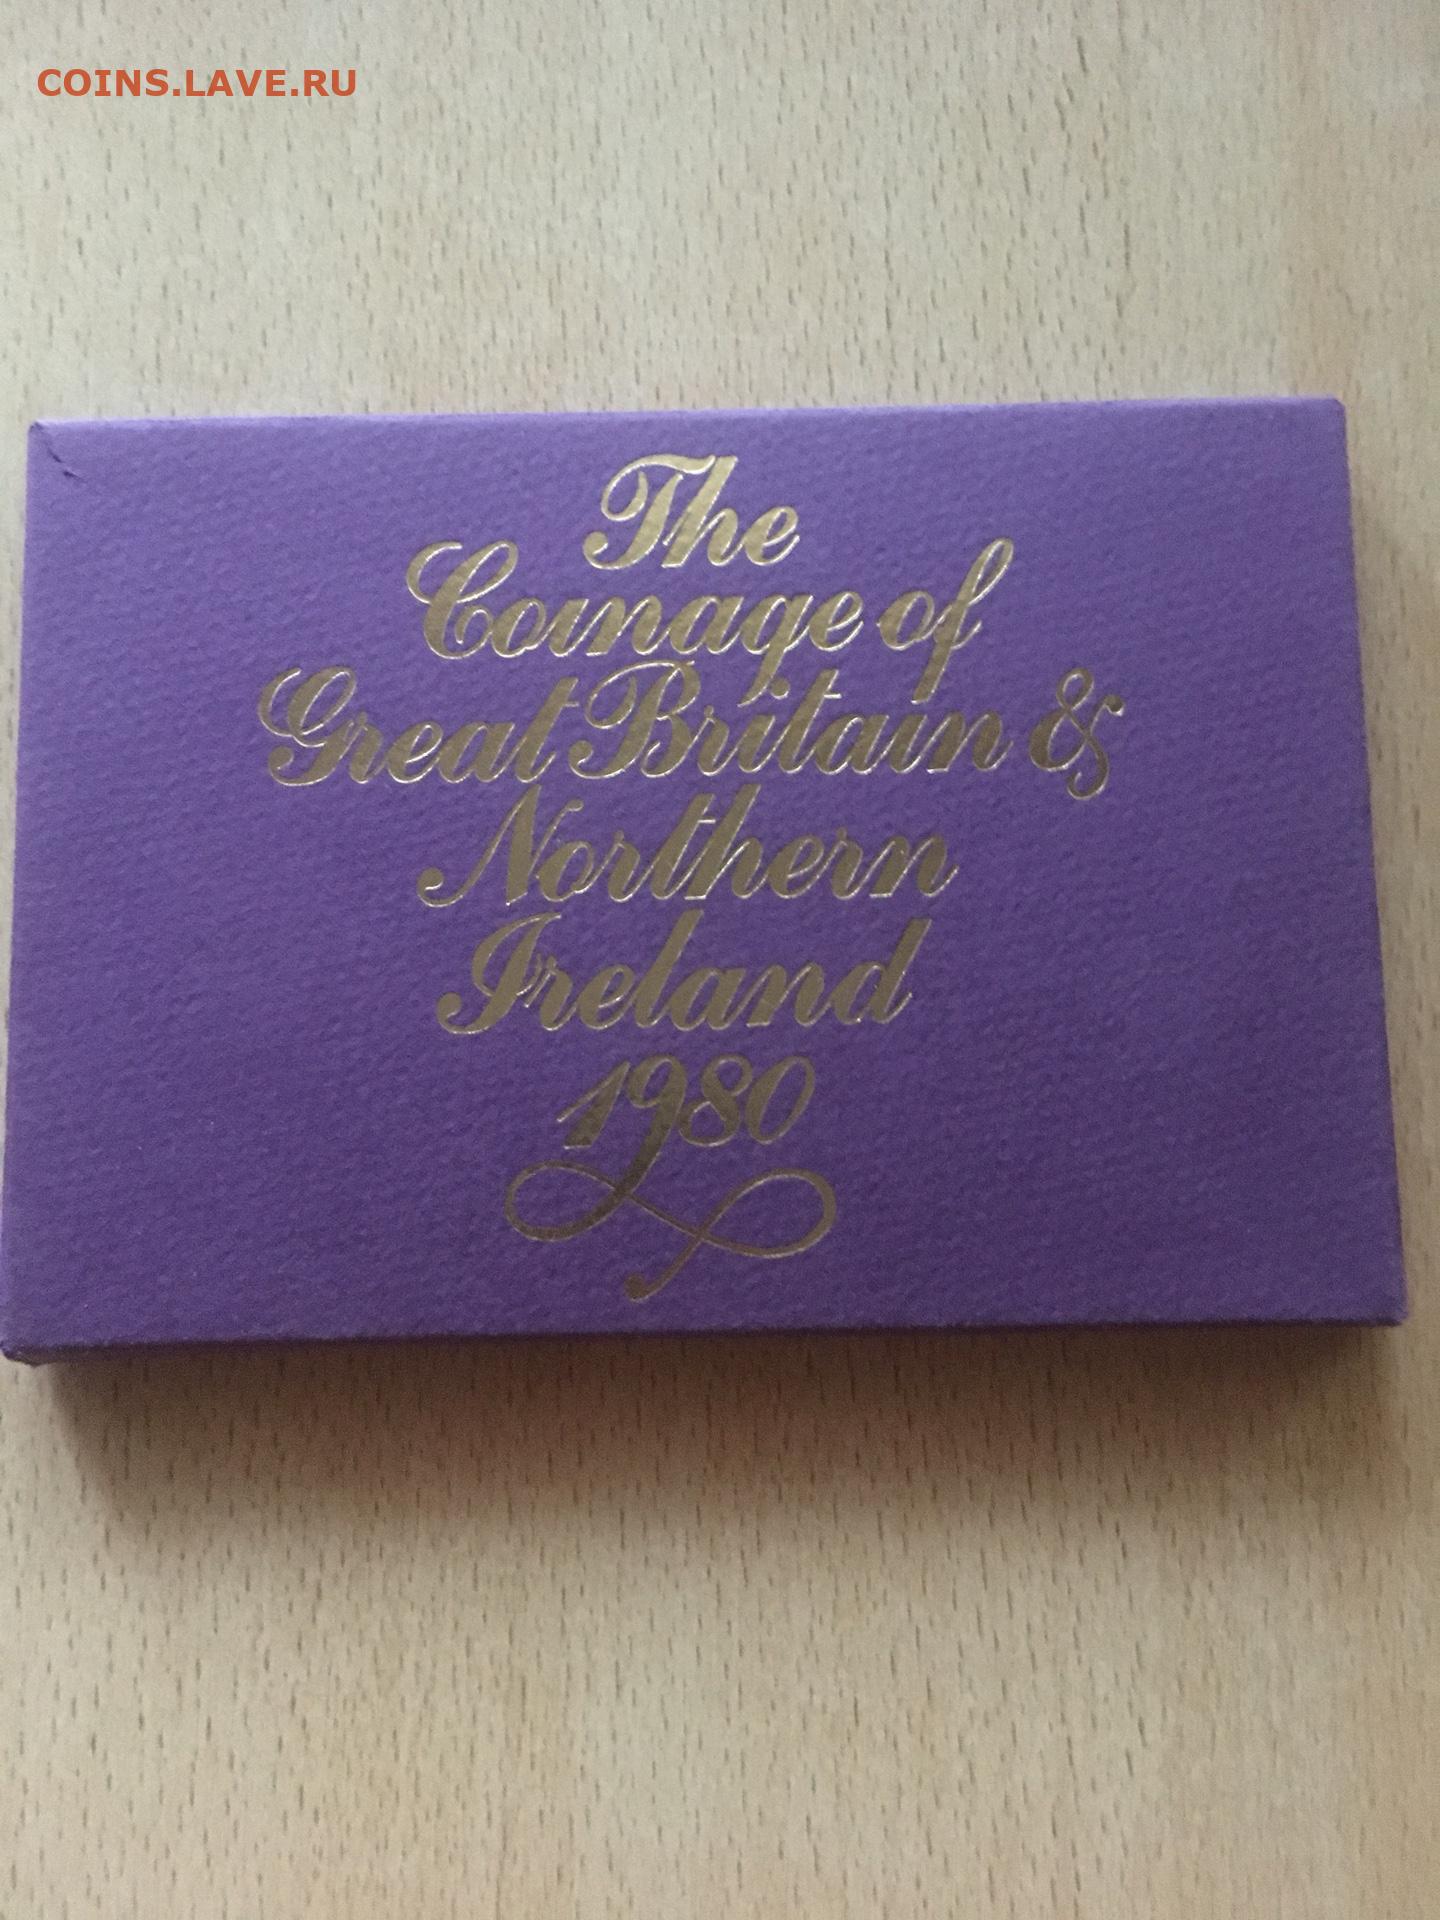 COINS.LAVE.RU
The
Coinage of
Great Britain &
Northern
Ireland
1980